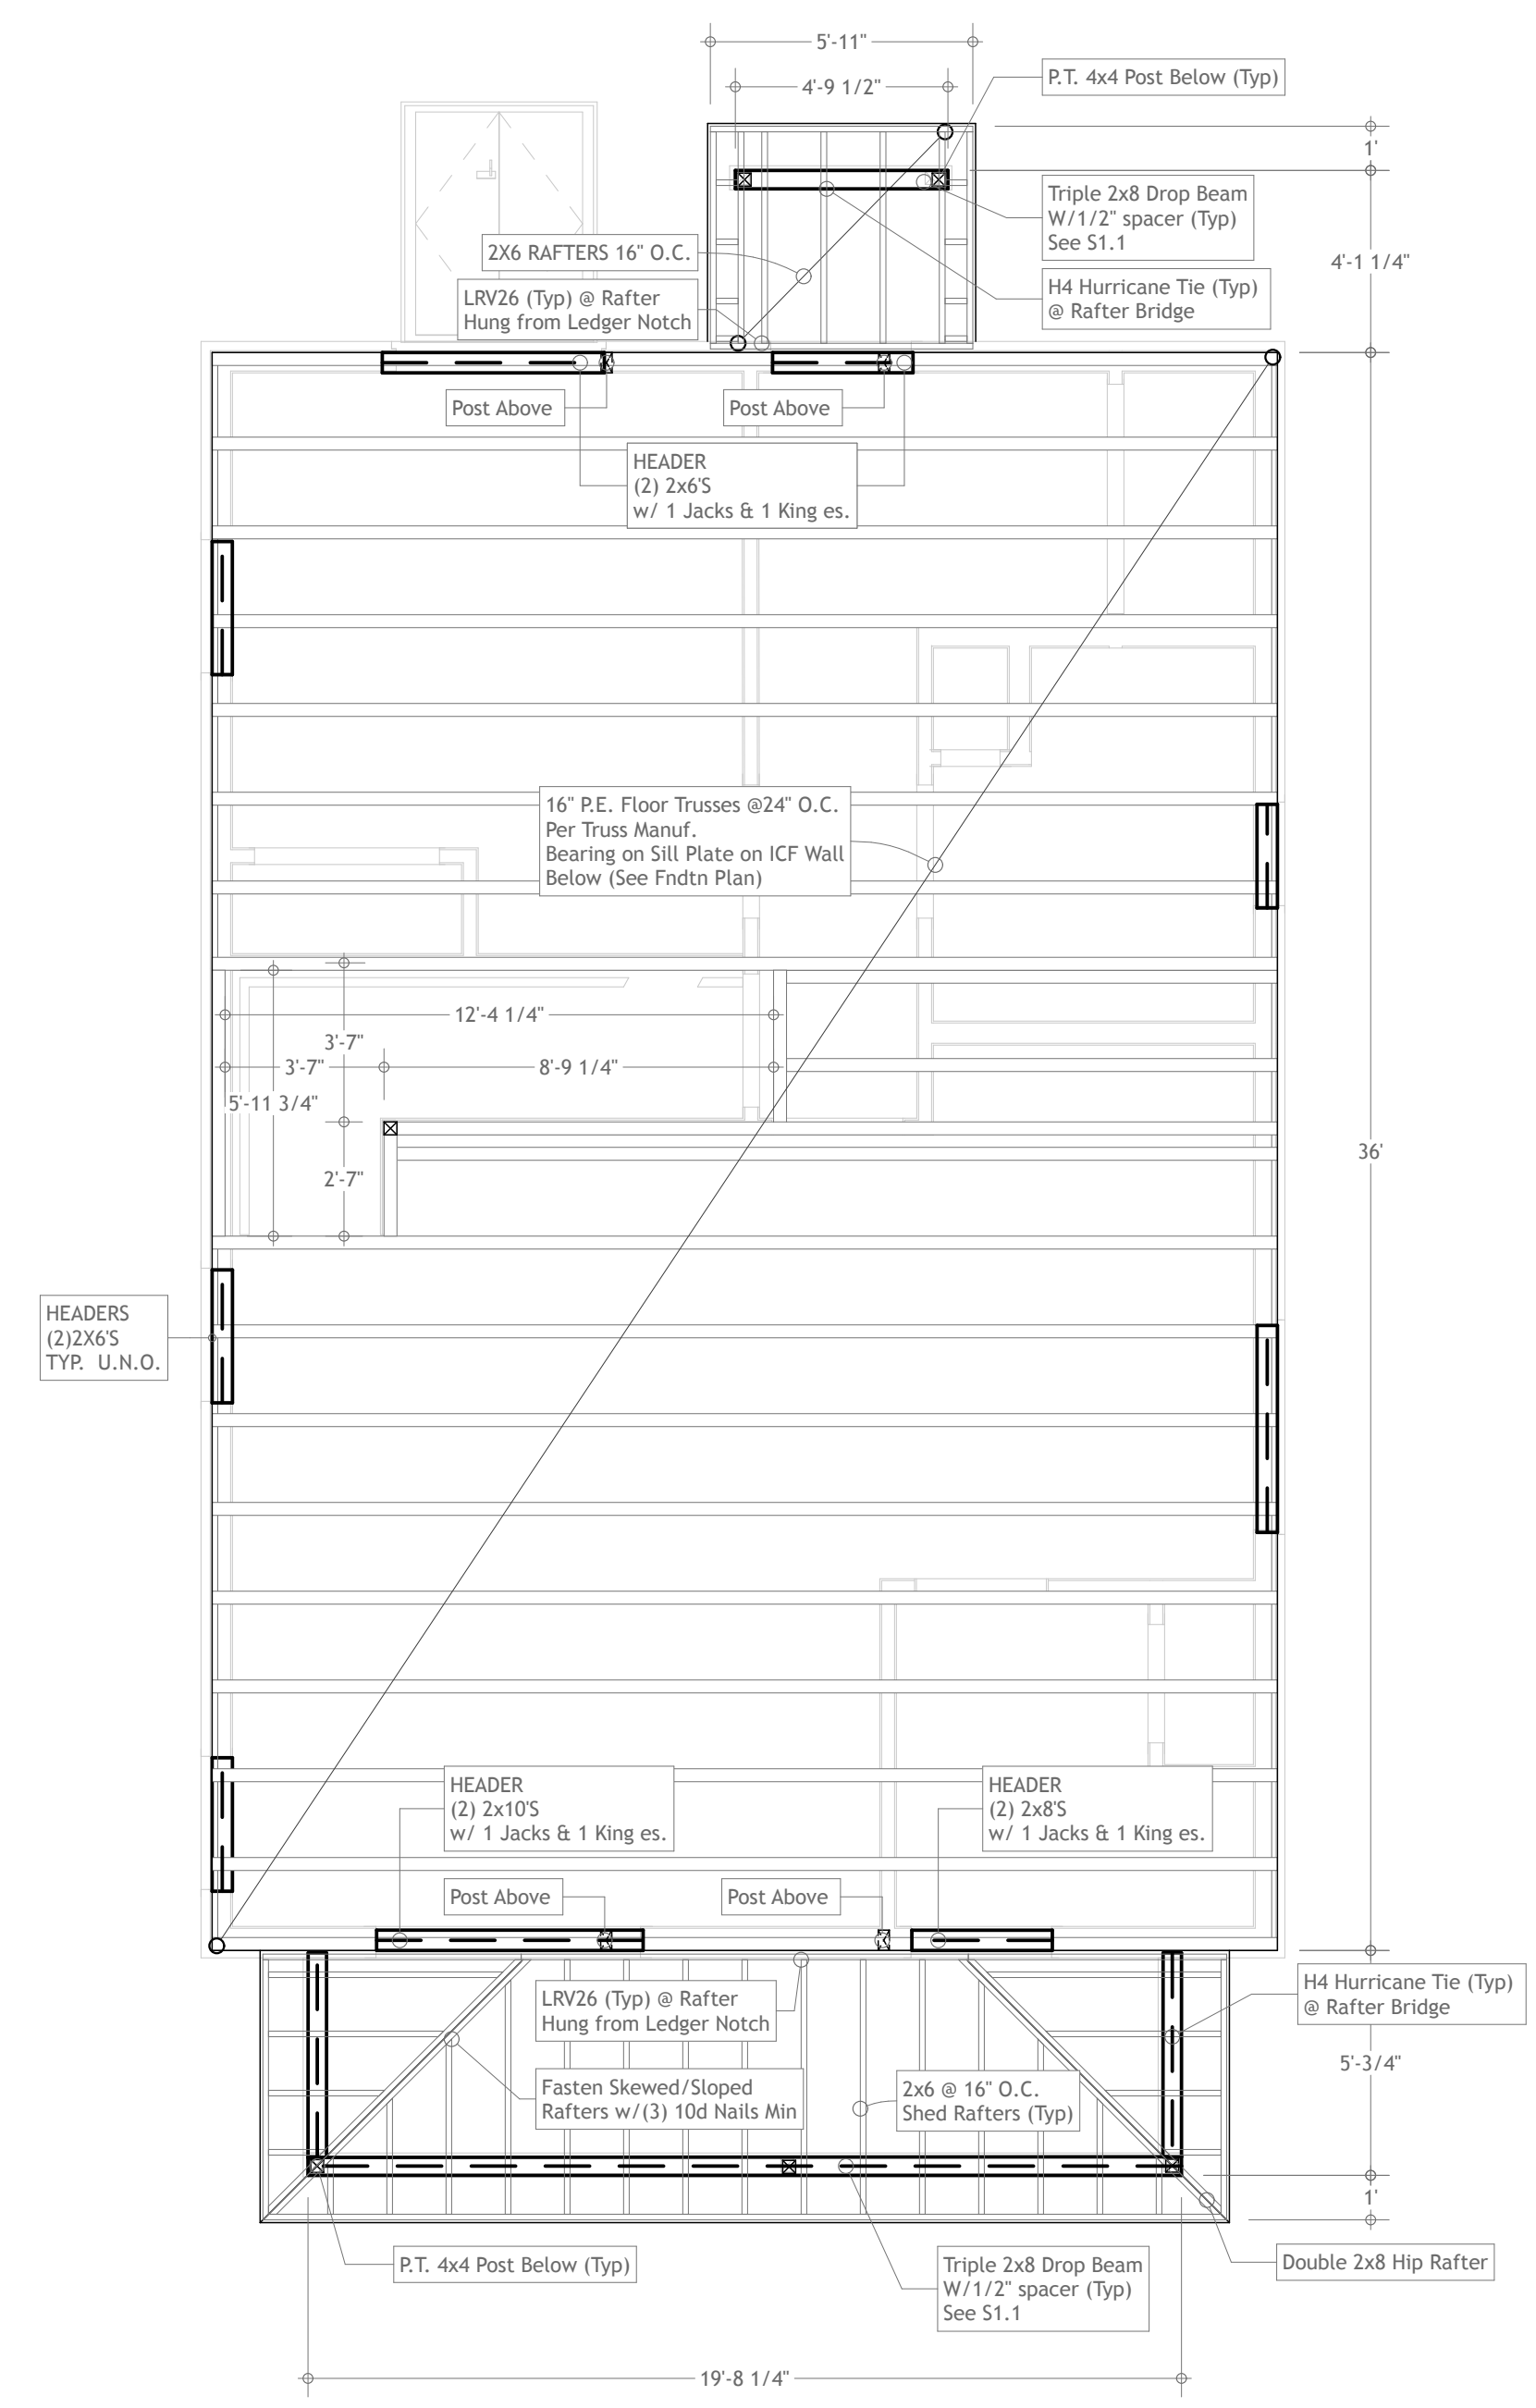 5'-11"
4'-9 1/2"
P.T. 4x4 Post Below (Typ)
1'
Triple 2x8 Drop Beam
W/1/2" spacer (Typ)
See S1.1
2X6 RAFTERS 16" O.C.
4'-1 1/4"
LRV26 (Typ) @ Rafter
Hung from Ledger Notch
H4 Hurricane Tie (Typ)
@ Rafter Bridge
Post Above
Post Above
HEADER
(2) 2x6'S
w/ 1 Jacks & 1 King es.
16" P.E. Floor Trusses @24" O.C.
Per Truss Manuf.
Bearing on Sill Plate on ICF Wall
Below (See Fndtn Plan)
12'-4 1/4"
3'-7"
3'-7"
8'-9 1/4"
5'-11 3/4"
36'
2'-7"
HEADERS
(2)2X6'S
TYP. U.N.O.
HEADER
(2) 2x10'S
w/ 1 Jacks & 1 King es.
HEADER
(2) 2x8'S
w/ 1 Jacks & 1 King es.
Post Above
Post Above
LRV26 (Typ) @ Rafter
Hung from Ledger Notch
H4 Hurricane Tie (Typ)
@ Rafter Bridge
5'-3/4"
Fasten Skewed/Sloped
Rafters w/(3) 10d Nails Min
2x6 @ 16" O.C.
Shed Rafters (Typ)
1'
P.T. 4x4 Post Below (Typ)
Triple 2x8 Drop Beam
W/1/2" spacer (Typ)
See S1.1
Double 2x8 Hip Rafter
19'-8 1/4"